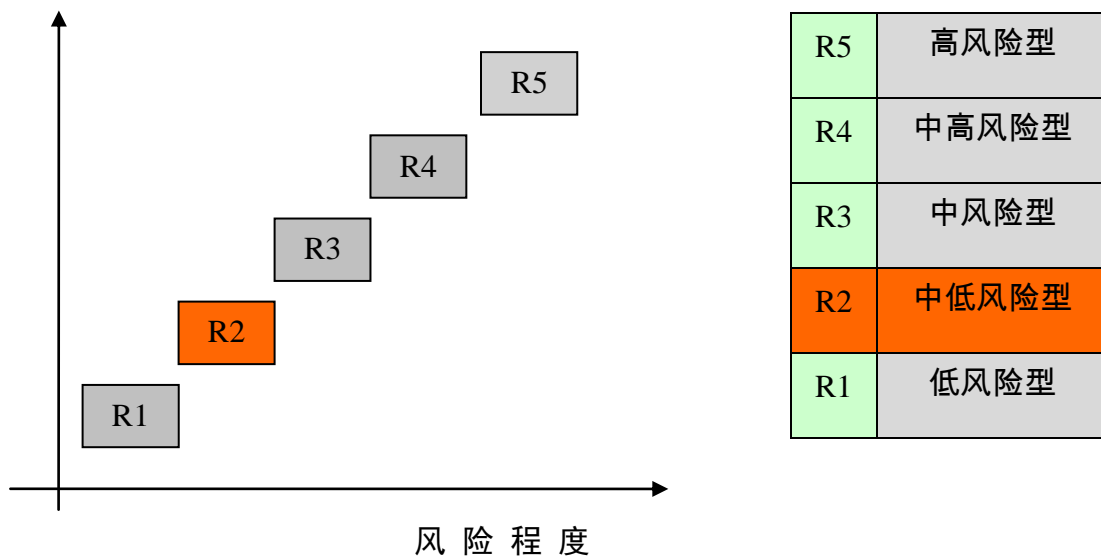 R5
R4
R3
R2
R1
风 险 程 度
R5 高风险型
R4 中高风险型
R3 中风险型
R2 中低风险型
R1 低风险型